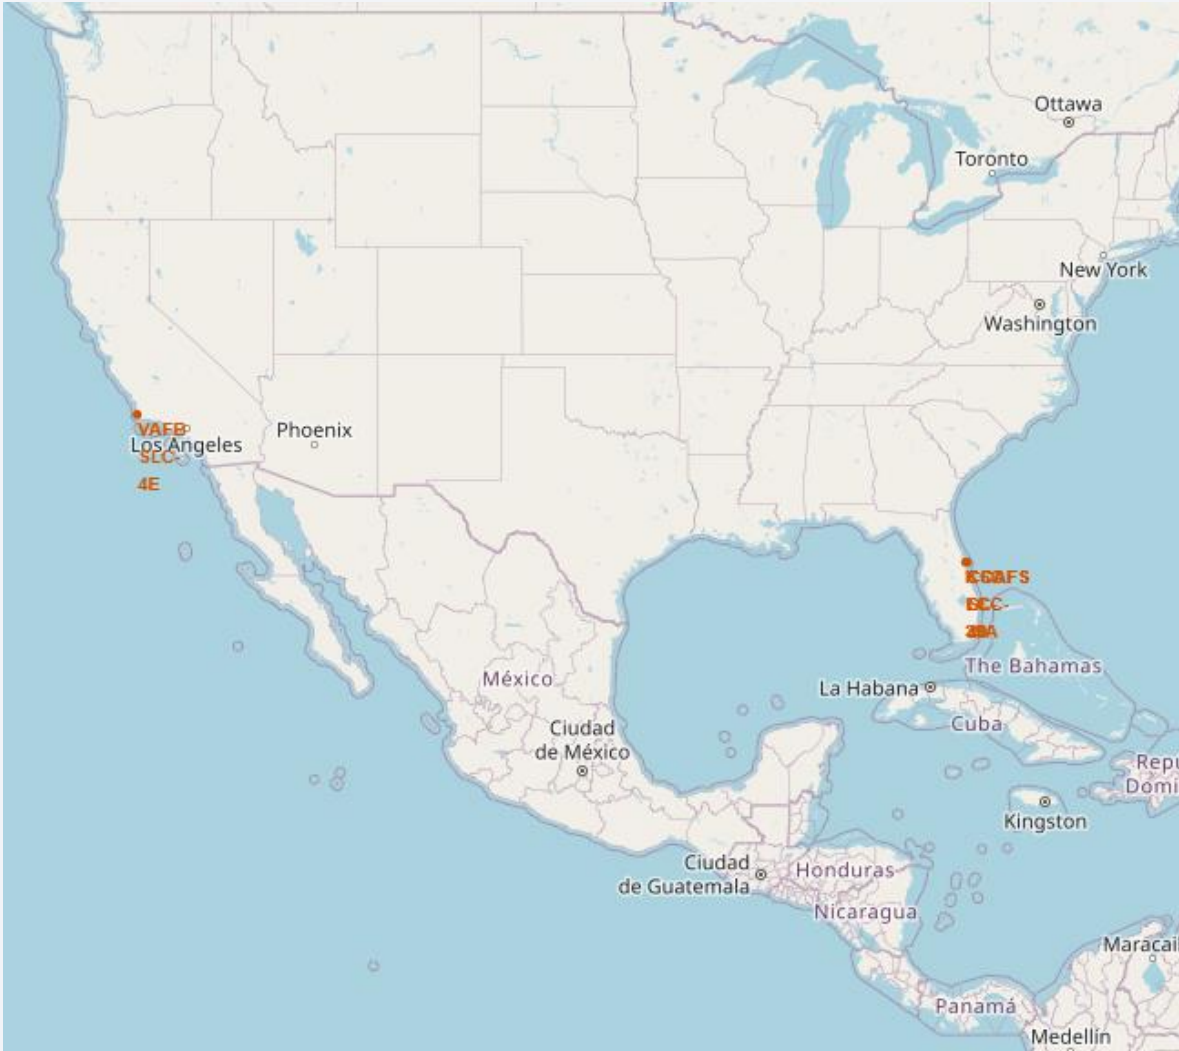 Ottawa
Toronto
New York
Washington
VAFB
Los Angeles
SLC-
4E
Phoenix
México
Ciudad
de México
The Bahamas
La Habana
Cuba
Kingston
Ciudad
de Guatemala
Honduras
Nicaragua
Panamá
Medellín